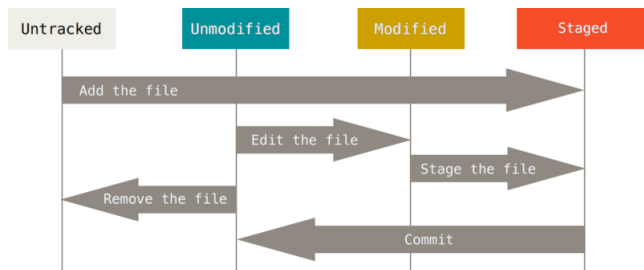 Untracked
Unmodified
Modified
Staged
Add the file
Edit the file
Stage the file
Remove the file
Commit